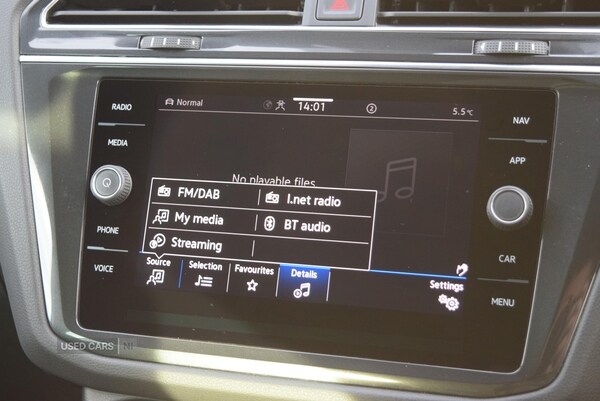 RADIO
MEDIA
PHONE
VOICE
Normal
14:01
2
5.5°C
No playable files
FM/DAB
I.net radio
My media
BT audio
Streaming
Source
Selection
Favourites
Details
Settings
NAV
APP
CAR
MENU
USED CARS NI